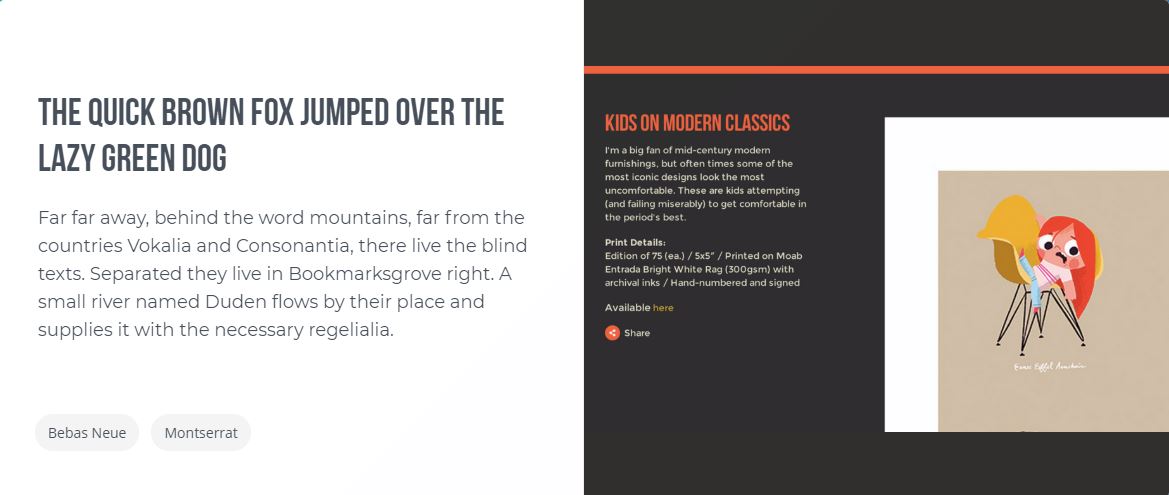 THE QUICK BROWN FOX JUMPED OVER THE
LAZY GREEN DOG
Far far away, behind the word mountains, far from the
countries Vokalia and Consonantia, there live the blind
texts. Separated they live in Bookmarksgrove right. A
small river named Duden flows by their place and
supplies it with the necessary regelialia.
Bebas Neue
Montserrat
KIDS ON MODERN CLASSICS
I'm a big fan of mid-century modern
furnishings, but often times some of the
most iconic designs look the most
uncomfortable. These are kids attempting
(and failing miserably) to get comfortable in
the period's best.
Print Details:
Edition of 75 (ea.) / 5x5" / Printed on Moab
Entrada Bright White Rag (300gsm) with
archival inks / Hand-numbered and signed
Available here
Share
Eames Eiffel Armchair